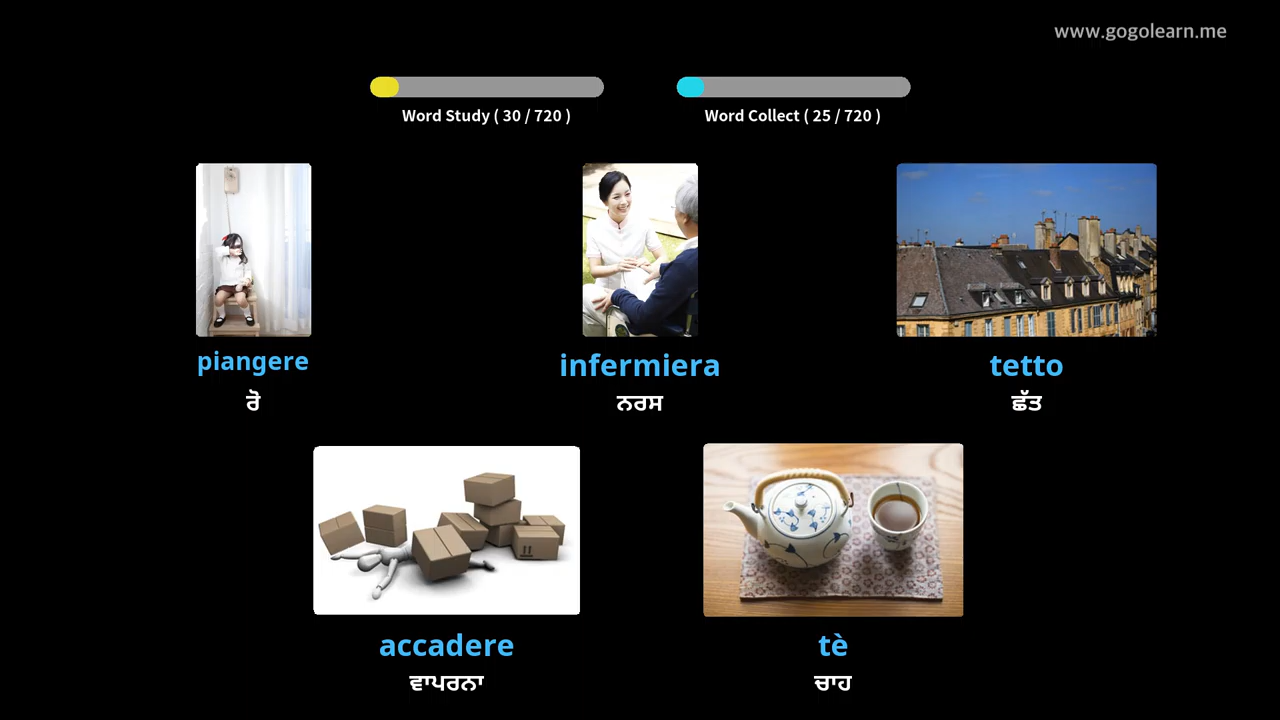 www.gogolearn.me
Word Study ( 30 / 720 )
Word Collect ( 25 / 720 )
piangere
infermiera
tetto
ਰੋ
ਨਰਸ
ਛੱਤ
accadere
tè
ਵਾਪਰਨਾ
ਚਾਹ